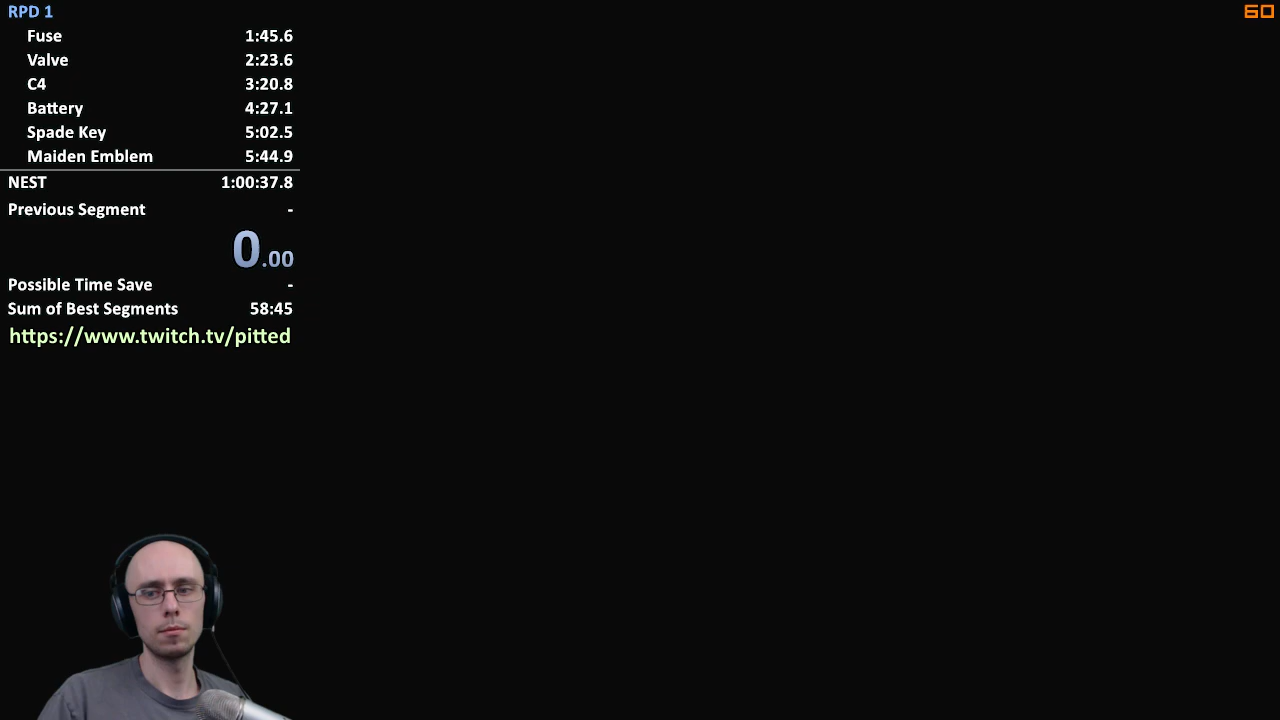 RPD 1
60
Fuse 1:45.6
Valve 2:23.6
C4 3:20.8
Battery 4:27.1
Spade Key 5:02.5
Maiden Emblem 5:44.9
NEST 1:00:37.8
Previous Segment -
0.00
Possible Time Save -
Sum of Best Segments 58:45
https://www.twitch.tv/pitted